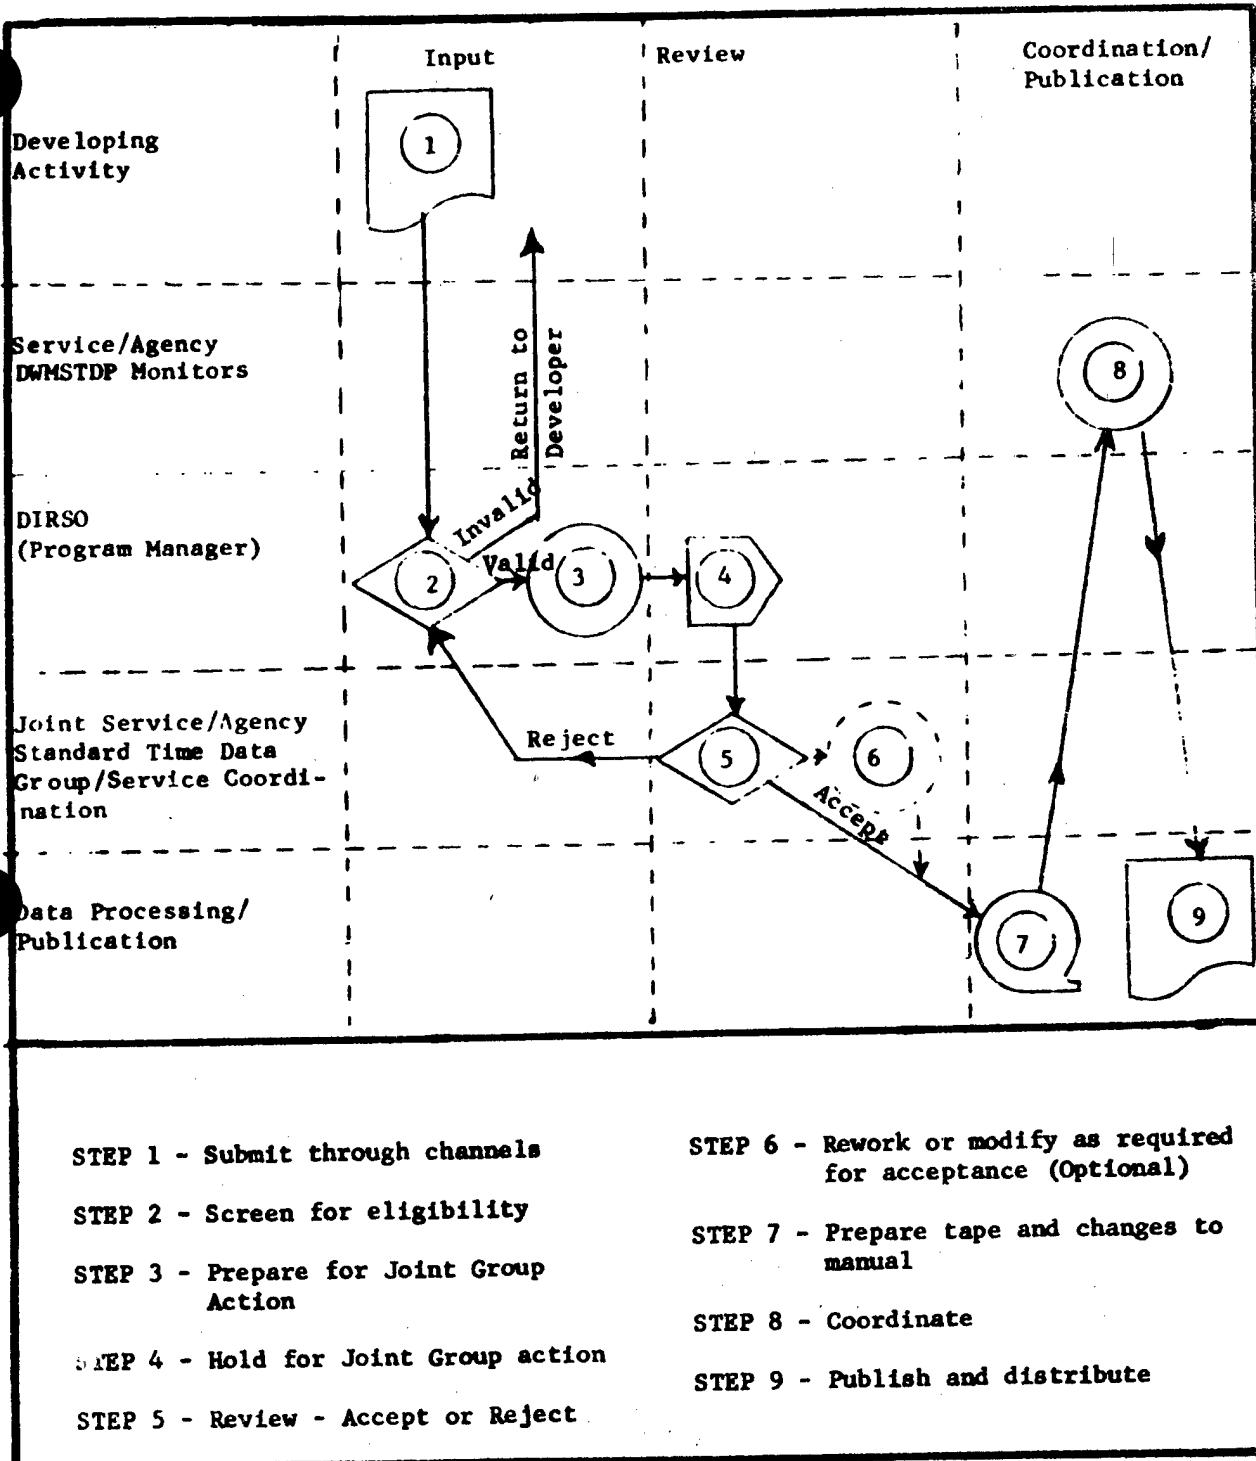 Input
Review
Coordination/
Publication
Developing
Activity
1
Service/Agency
DWMSTDP Monitors
Return to
Developer
8
DIRSO
(Program Manager)
Invalid
Valid
2
3
4
Joint Service/Agency
Standard Time Data
Group/Service Coordi-
nation
Reject
5
6
Accept
Data Processing/
Publication
7
9
STEP 1 - Submit through channels
STEP 2 - Screen for eligibility
STEP 3 - Prepare for Joint Group
Action
STEP 4 - Hold for Joint Group action
STEP 5 - Review - Accept or Reject
STEP 6 - Rework or modify as required
for acceptance (Optional)
STEP 7 - Prepare tape and changes to
manual
STEP 8 - Coordinate
STEP 9 - Publish and distribute